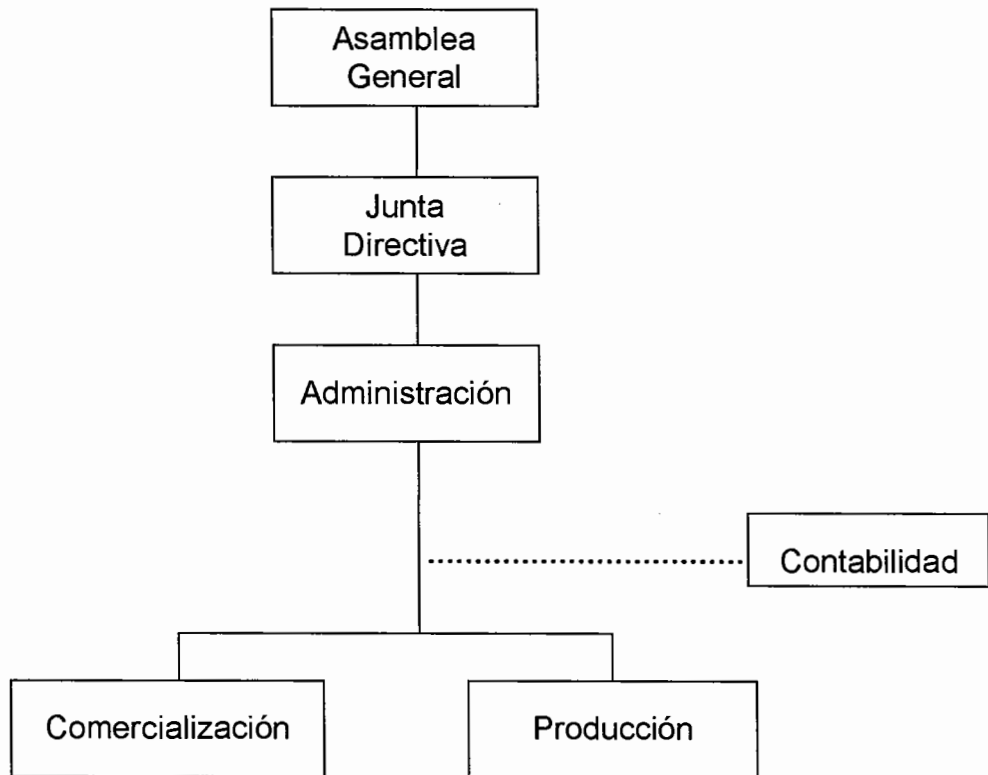 Asamblea
General
Junta
Directiva
Administración
Contabilidad
Comercialización
Producción